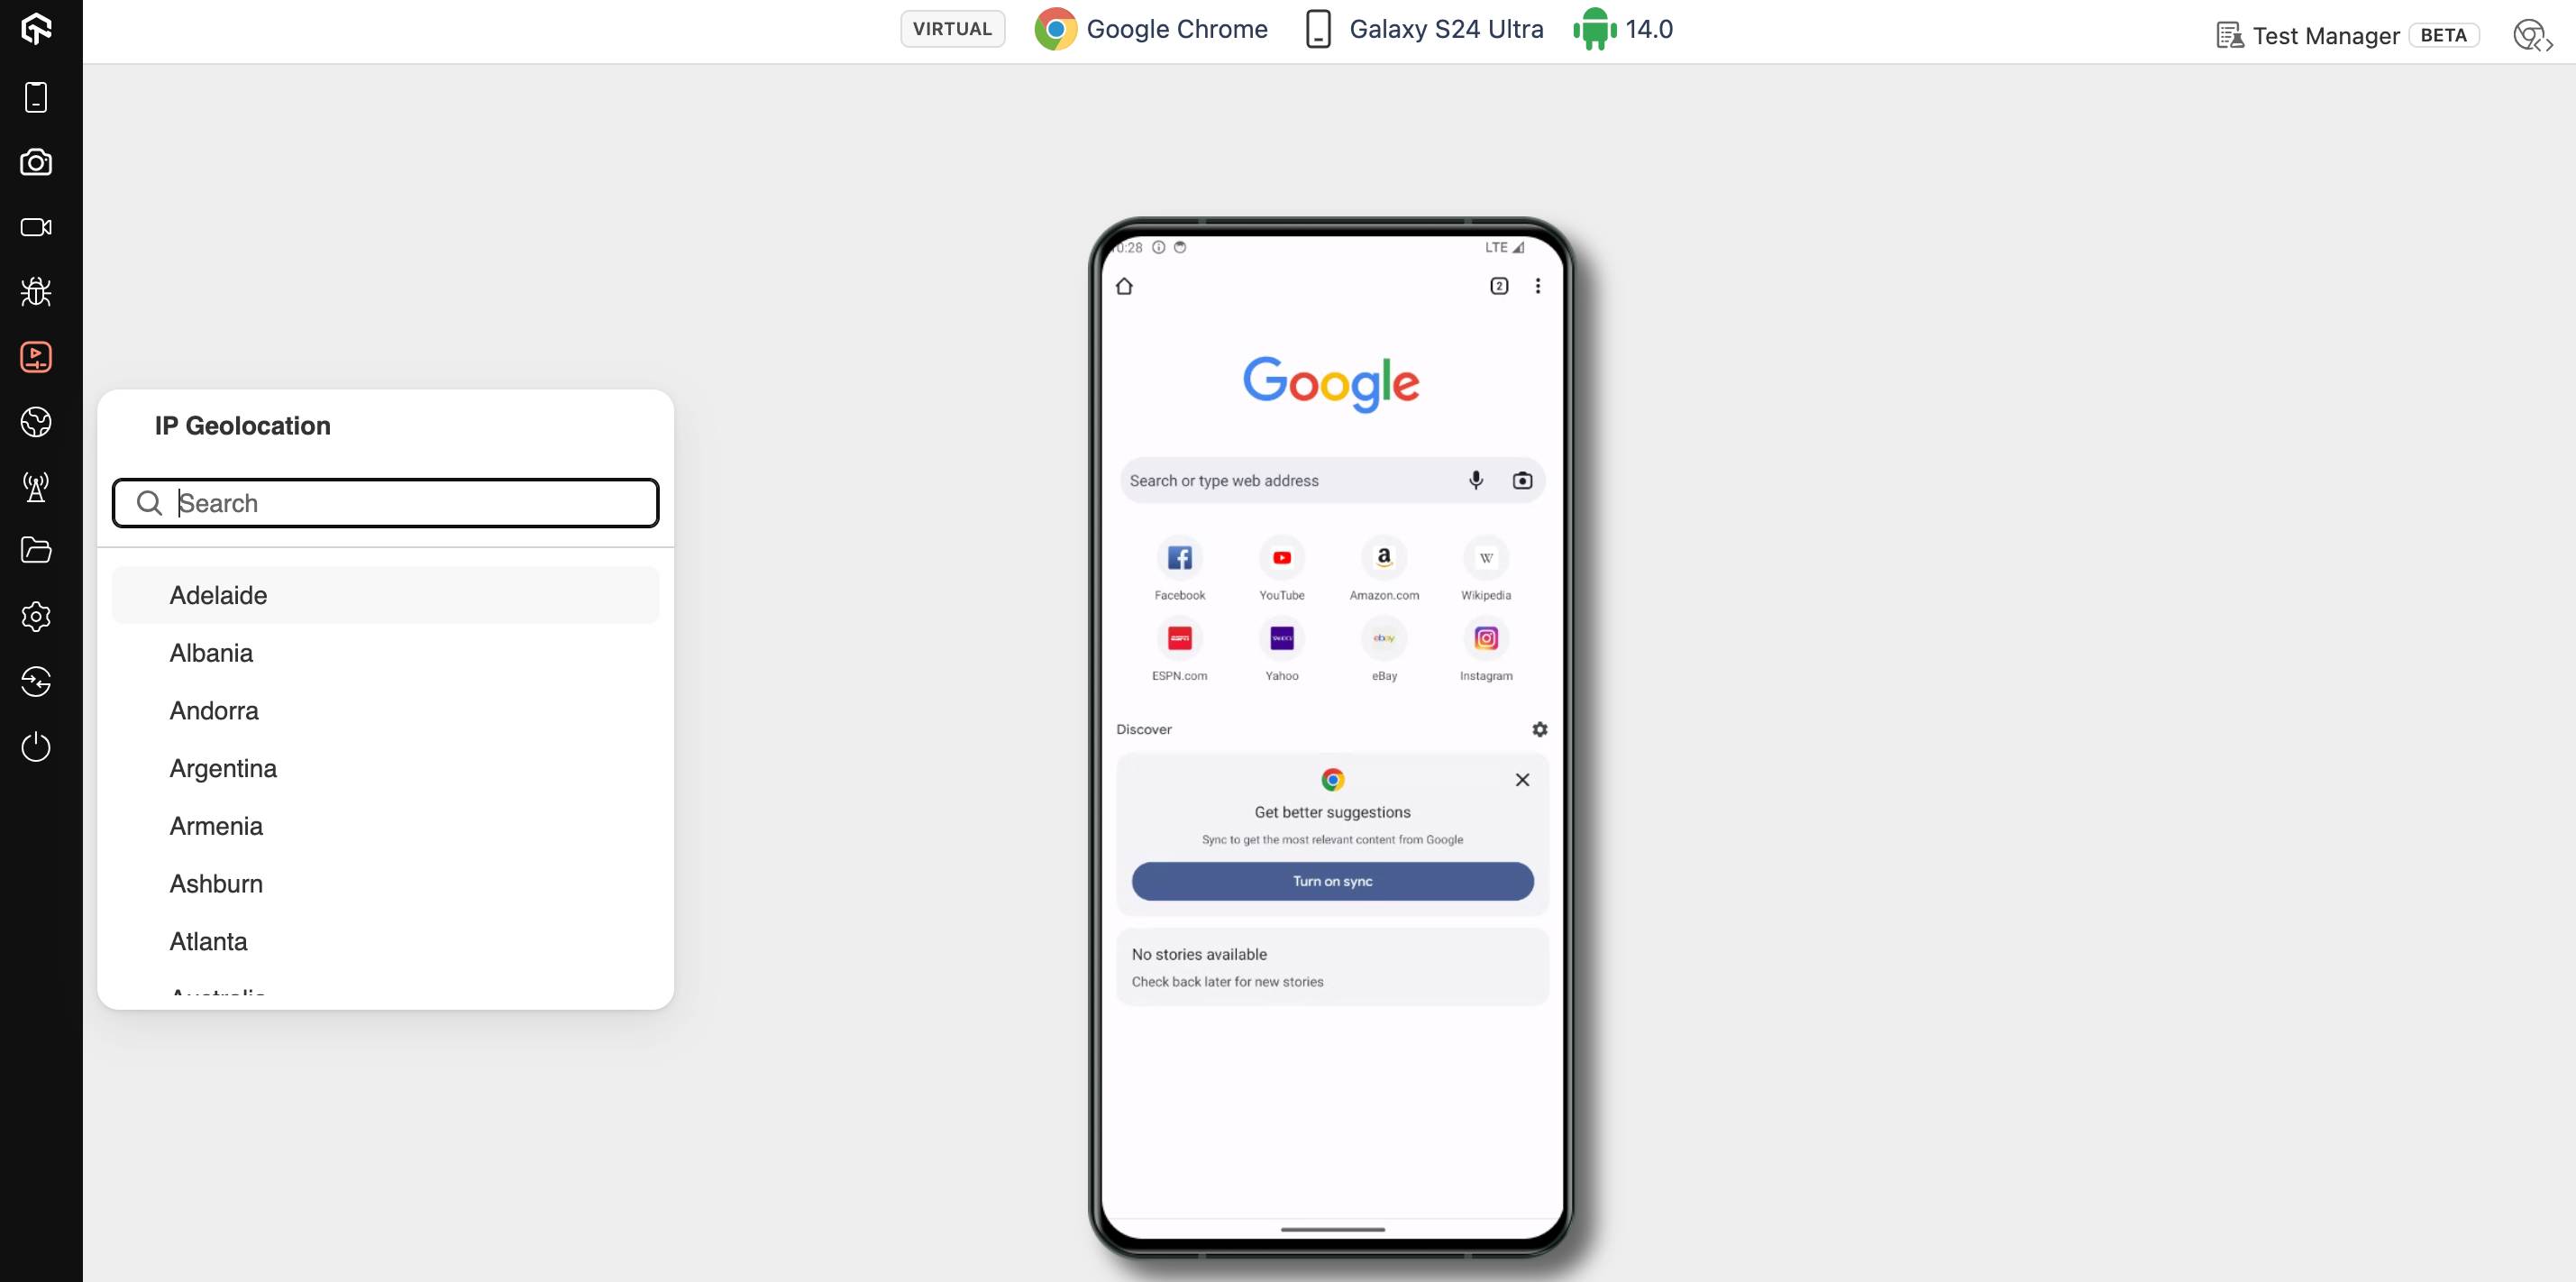 VIRTUAL Google Chrome Galaxy S24 Ultra 14.0
Test Manager BETA
IP Geolocation
Search
Adelaide
Albania
Andorra
Argentina
Armenia
Ashburn
Atlanta
LTE
2
Google
Search or type web address
Facebook YouTube Amazon.com Wikipedia
ESPN.com Yahoo eBay Instagram
Discover
Get better suggestions
Sync to get the most relevant content from Google
Turn on sync
No stories available
Check back later for new stories